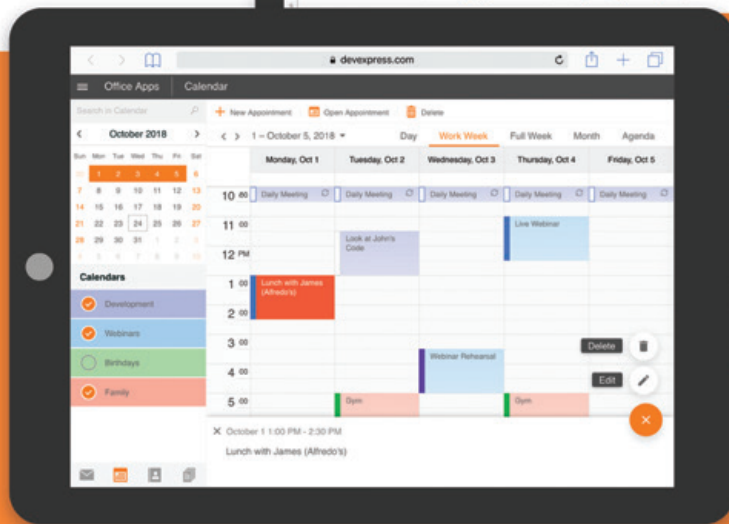 devexpress.com
Office Apps Calendar
Search in Calendar
New Appointment Open Appointment Delete
October 2018
1 – October 5, 2018
Day Work Week Full Week Month Agenda
Sun Mon Tue Wed Thu Fri Sat
30 1 2 3 4 5 6
7 8 9 10 11 12 13
14 15 16 17 18 19 20
21 22 23 24 25 26 27
28 29 30 31 1 2 3
4 5 6 7 8 9 10
Calendars
Development
Webinars
Birthdays
Family
Monday, Oct 1 Tuesday, Oct 2 Wednesday, Oct 3 Thursday, Oct 4 Friday, Oct 5
10 Daily Meeting Daily Meeting Daily Meeting Daily Meeting Daily Meeting
11 00 Live Webinar
Look at John's
Code
12 PM
1 00 Lunch with James
(Alfredo's)
2 00
3 00
Delete
Webinar Rehearsal
4 00
Edit
5 00 Gym Gym
October 1 1:00 PM - 2:30 PM
Lunch with James (Alfredo's)